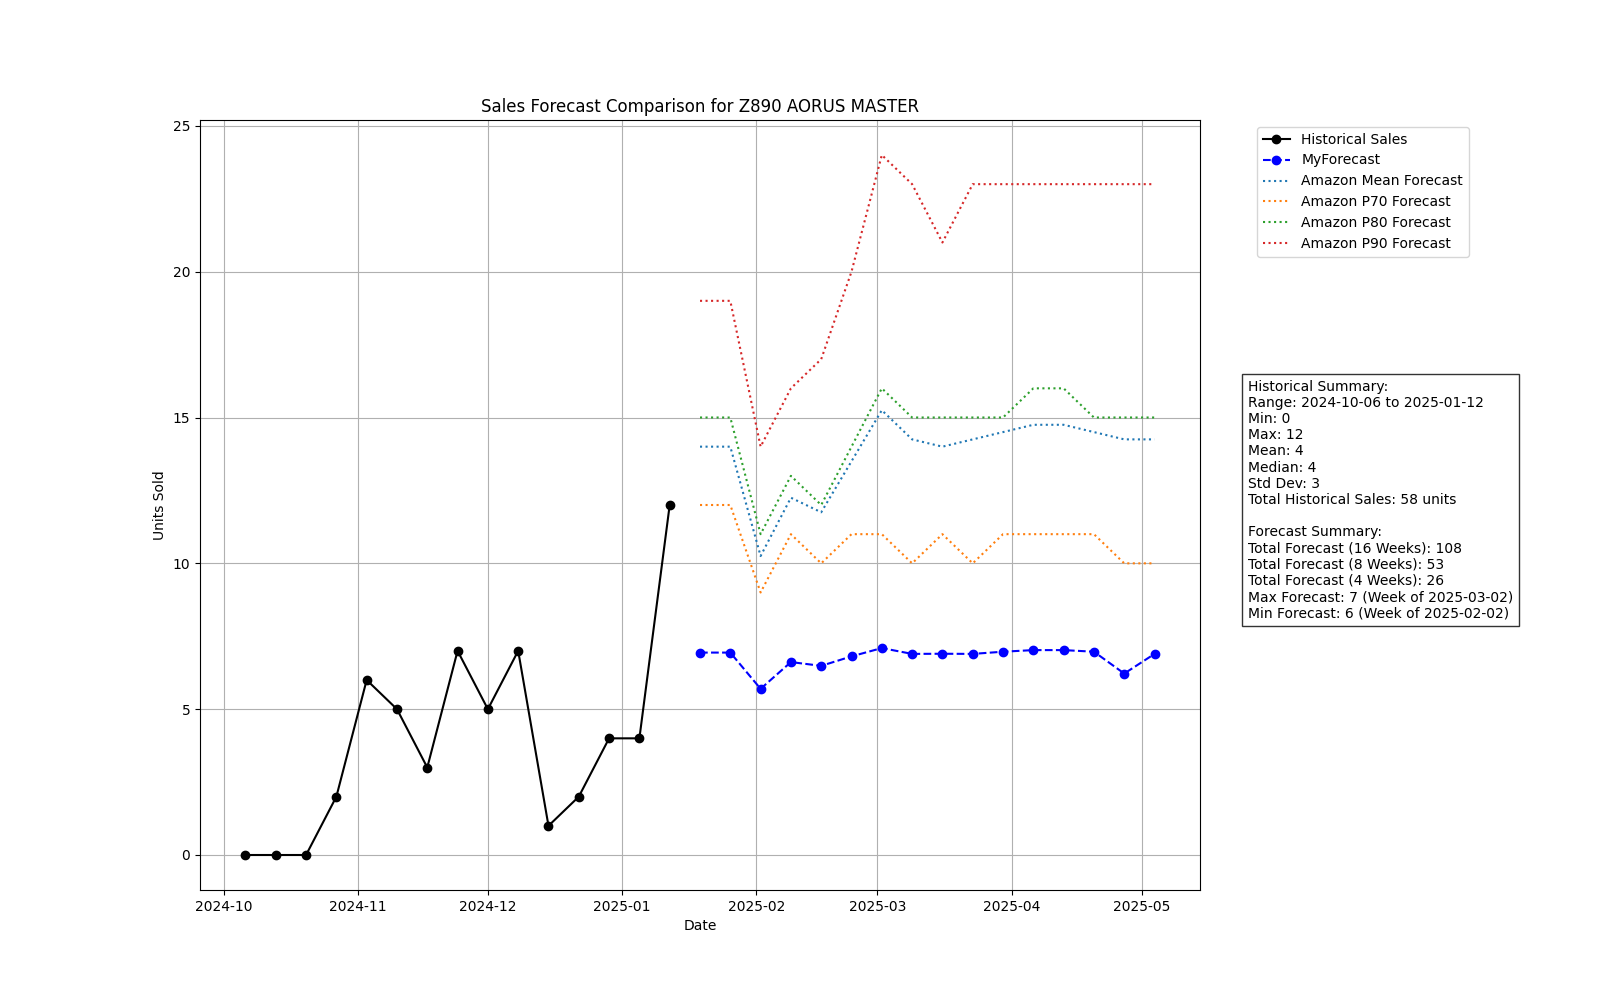 Sales Forecast Comparison for Z890 AORUS MASTER
Units Sold
25
20
15
10
5
0
2024-10
2024-11
2024-12
2025-01
2025-02
2025-03
2025-04
2025-05
Date
Historical Sales
MyForecast
Amazon Mean Forecast
Amazon P70 Forecast
Amazon P80 Forecast
Amazon P90 Forecast
Historical Summary:
Range: 2024-10-06 to 2025-01-12
Min: 0
Max: 12
Mean: 4
Median: 4
Std Dev: 3
Total Historical Sales: 58 units
Forecast Summary:
Total Forecast (16 Weeks): 108
Total Forecast (8 Weeks): 53
Total Forecast (4 Weeks): 26
Max Forecast: 7 (Week of 2025-03-02)
Min Forecast: 6 (Week of 2025-02-02)